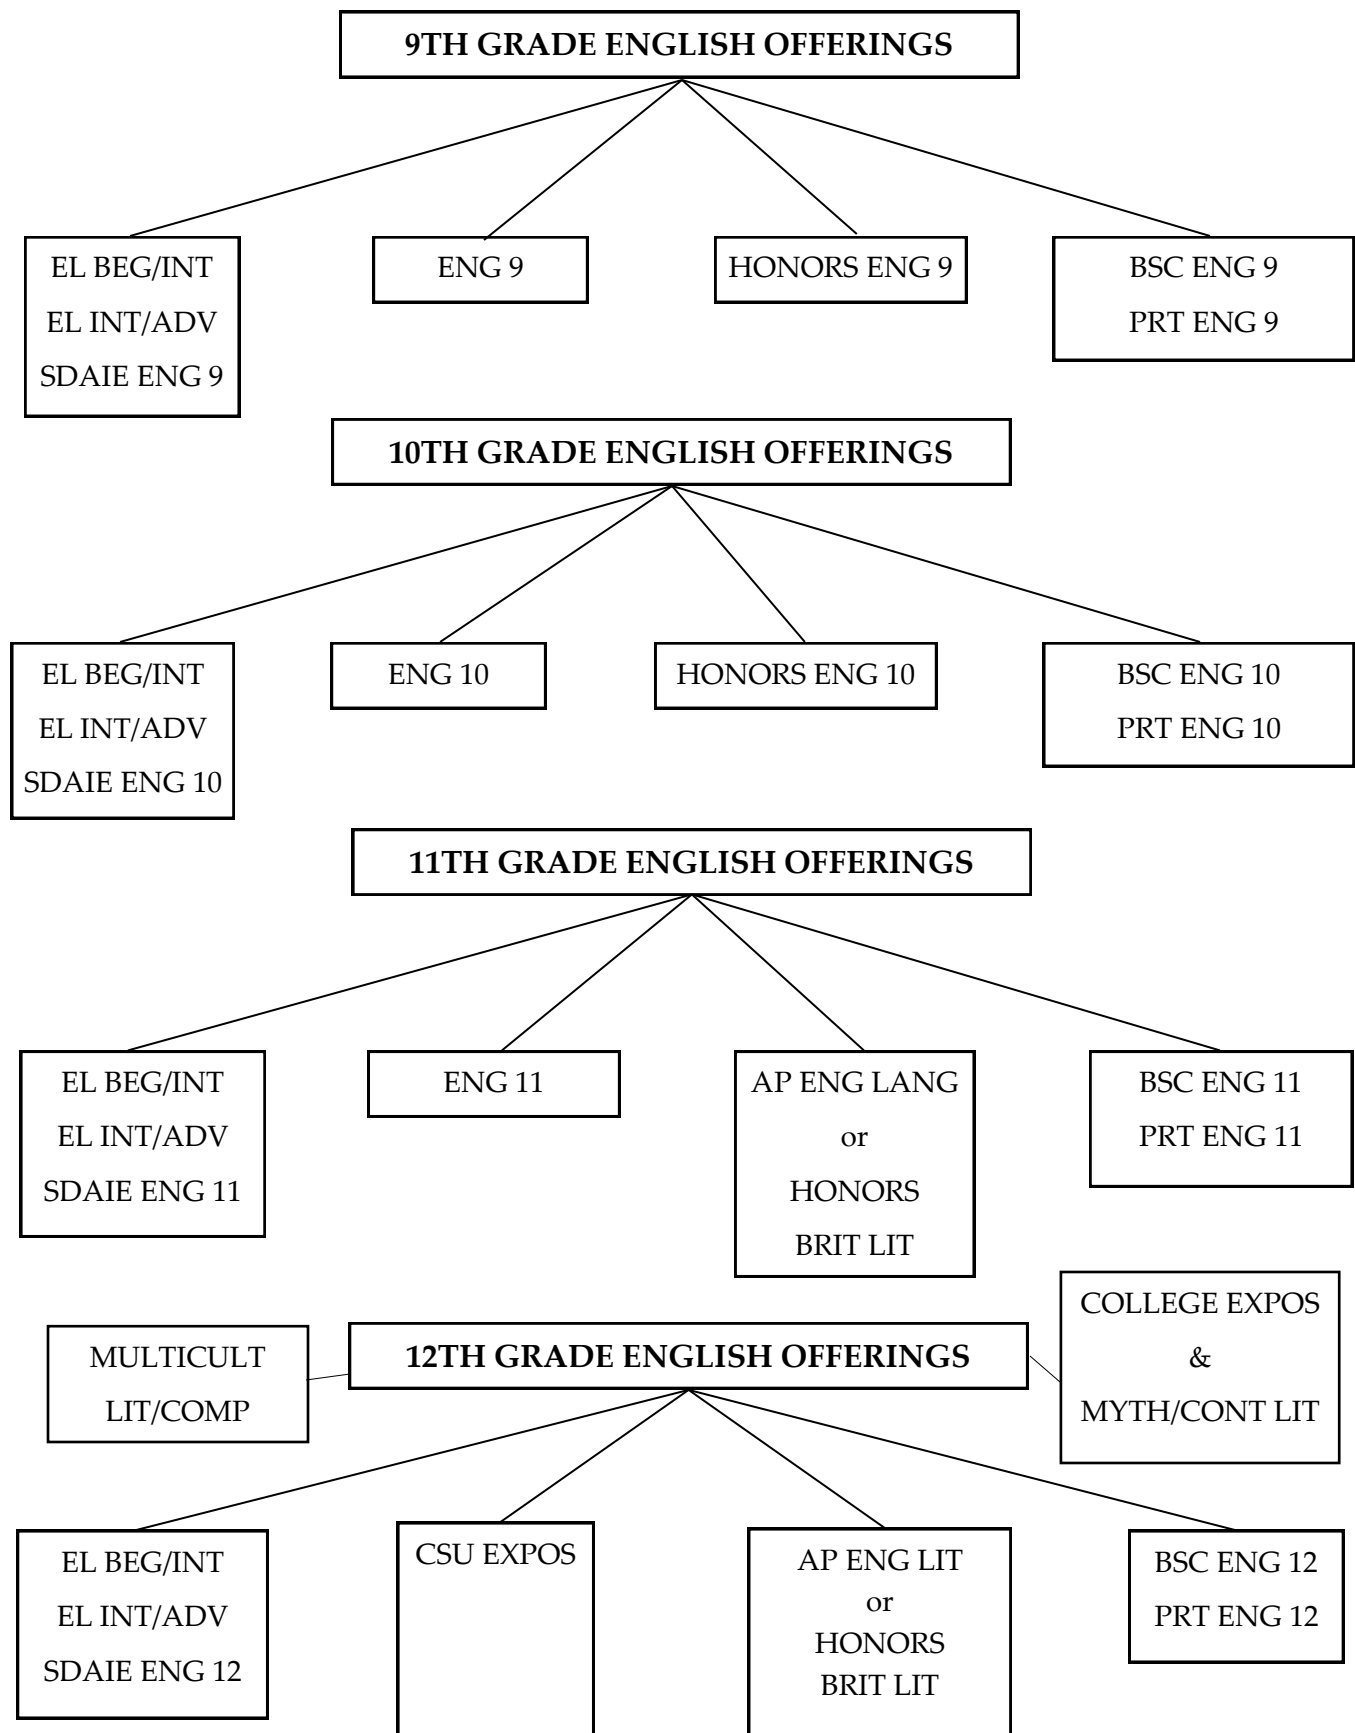 9TH GRADE ENGLISH OFFERINGS
EL BEG/INT
EL INT/ADV
SDAIE ENG 9
ENG 9
HONORS ENG 9
BSC ENG 9
PRT ENG 9
10TH GRADE ENGLISH OFFERINGS
EL BEG/INT
EL INT/ADV
SDAIE ENG 10
ENG 10
HONORS ENG 10
BSC ENG 10
PRT ENG 10
11TH GRADE ENGLISH OFFERINGS
EL BEG/INT
EL INT/ADV
SDAIE ENG 11
ENG 11
AP ENG LANG
or
HONORS
BRIT LIT
BSC ENG 11
PRT ENG 11
MULTICULT
LIT/COMP
12TH GRADE ENGLISH OFFERINGS
COLLEGE EXPOS
&
MYTH/CONT LIT
EL BEG/INT
EL INT/ADV
SDAIE ENG 12
CSU EXPOS
AP ENG LIT
or
HONORS
BRIT LIT
BSC ENG 12
PRT ENG 12